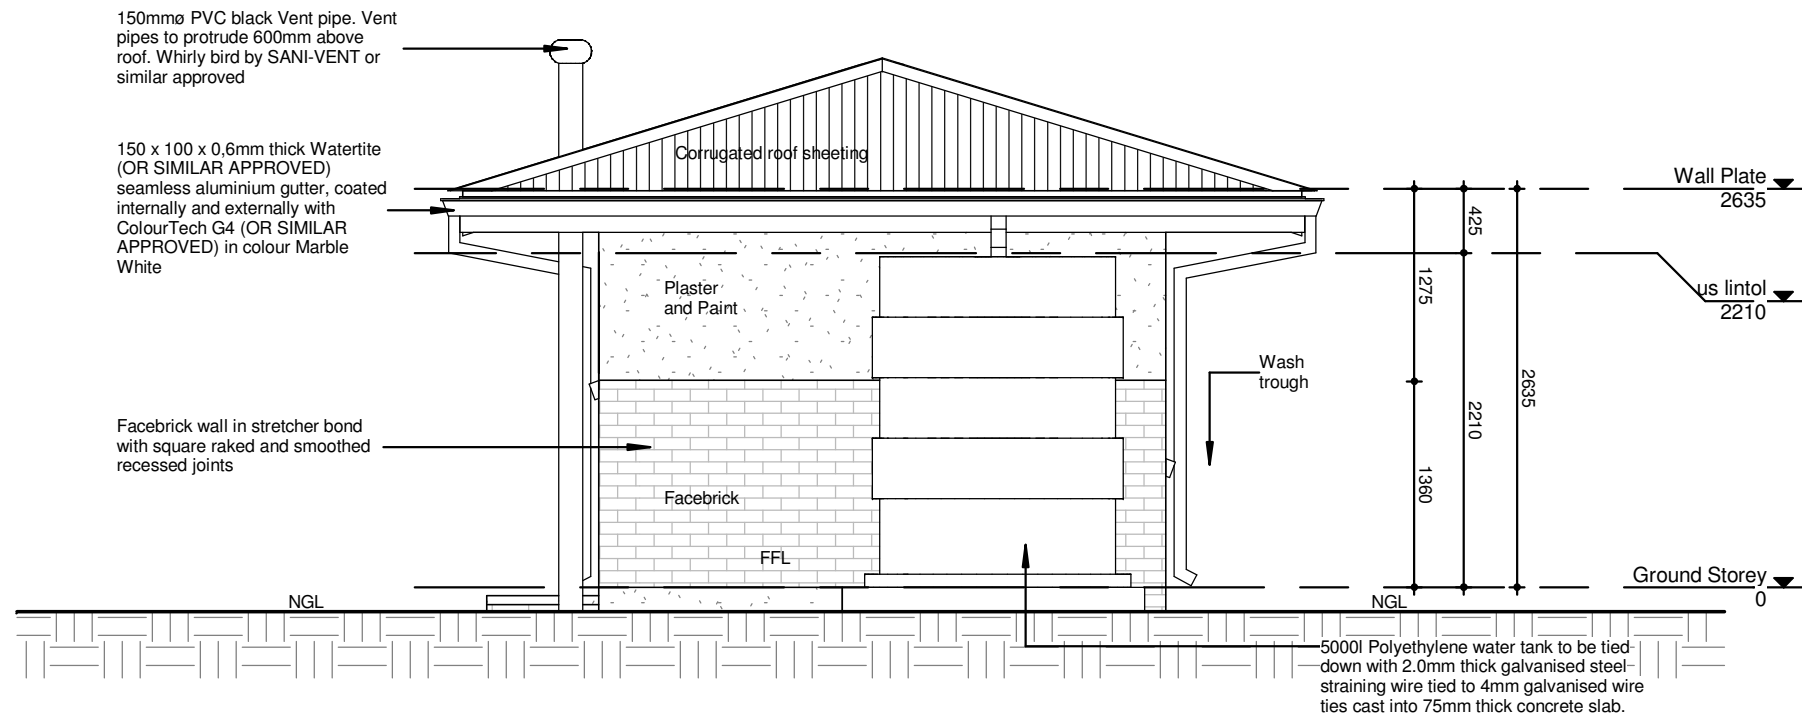 150mmø PVC black Vent pipe. Vent
pipes to protrude 600mm above
roof. Whirly bird by SANI-VENT or
similar approved
150 x 100 x 0,6mm thick Watertite
(OR SIMILAR APPROVED)
seamless aluminium gutter, coated
internally and externally with
ColourTech G4 (OR SIMILAR
APPROVED) in colour Marble
White
Facebrick wall in stretcher bond
with square raked and smoothed
recessed joints
Corrugated roof sheeting
Plaster
and Paint
Facebrick
FFL
NGL
Wash
trough
NGL
425
1275
2635
2210
1360
Wall Plate
2635
us lintol
2210
Ground Storey
0
5000l Polyethylene water tank to be tied
down with 2.0mm thick galvanised steel
straining wire tied to 4mm galvanised wire
ties cast into 75mm thick concrete slab.